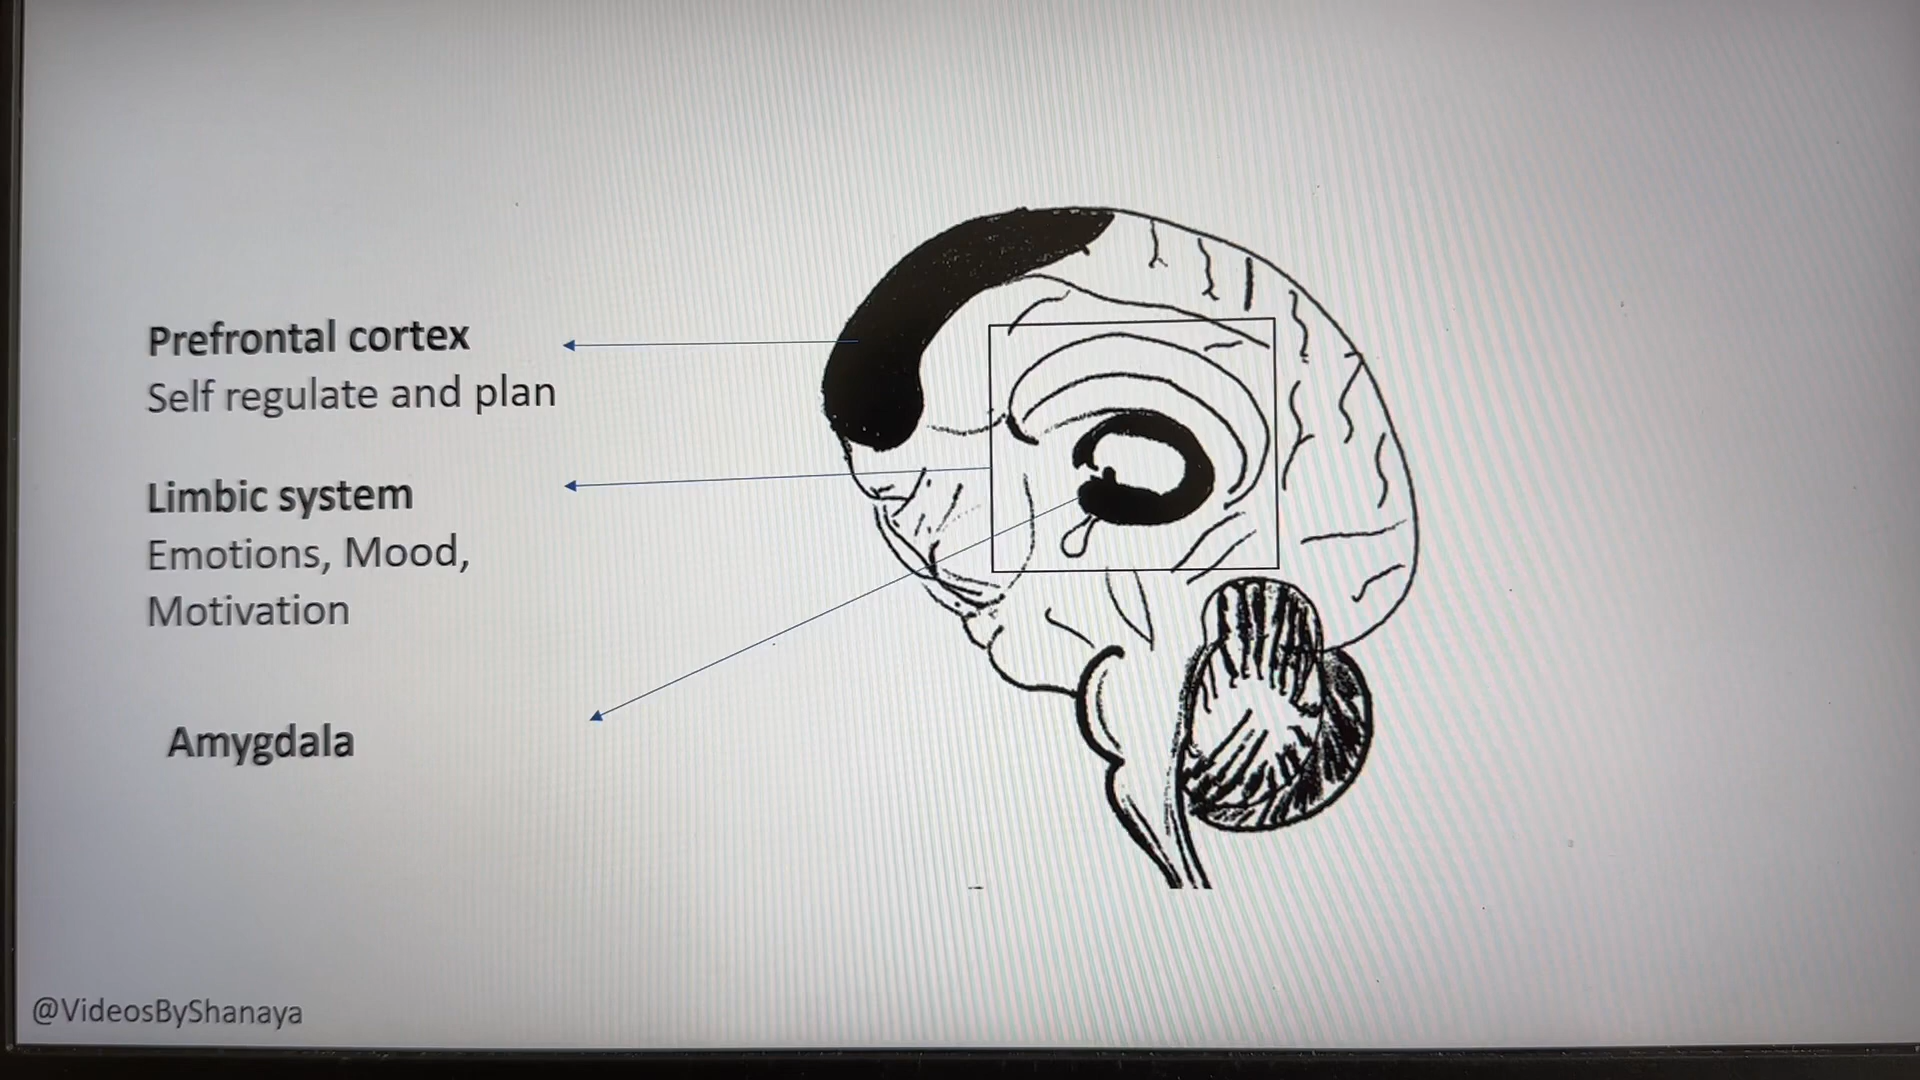 Prefrontal cortex
Self regulate and plan
Limbic system
Emotions, Mood,
Motivation
Amygdala
@VideosByShanaya